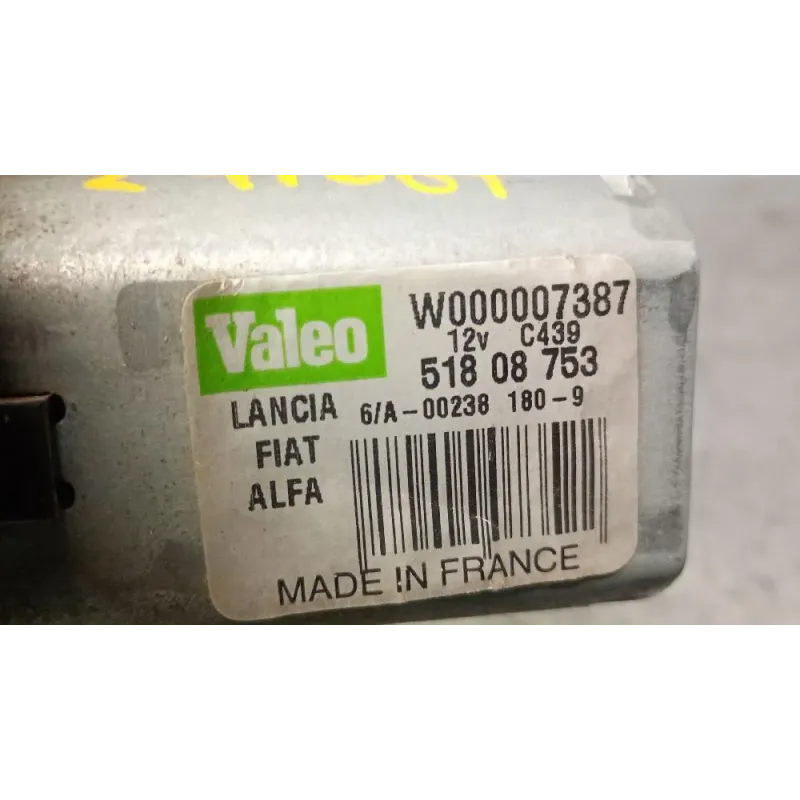 Valeo
W000007387
12v C439
518 08 753
LANCIA 6/A-00238 180-9
FIAT
ALFA
MADE IN FRANCE